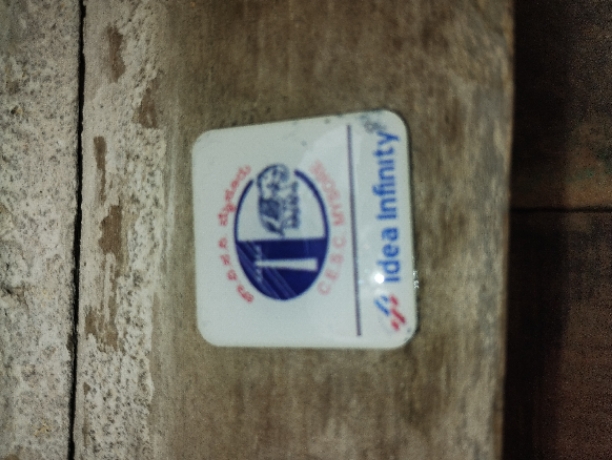 ಚಾ.ವಿ.ಸ.ನಿ ಮೈಸೂರು
C.E.S.C. MYSORE
Idea Infinity